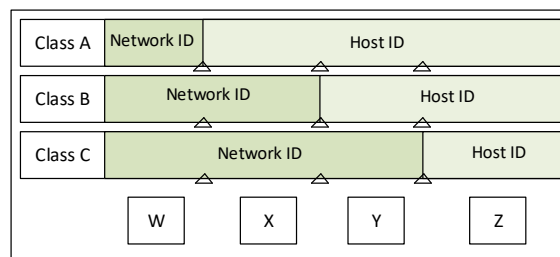 Class A Network ID Host ID
Class B Network ID Host ID
Class C Network ID Host ID
W X Y Z